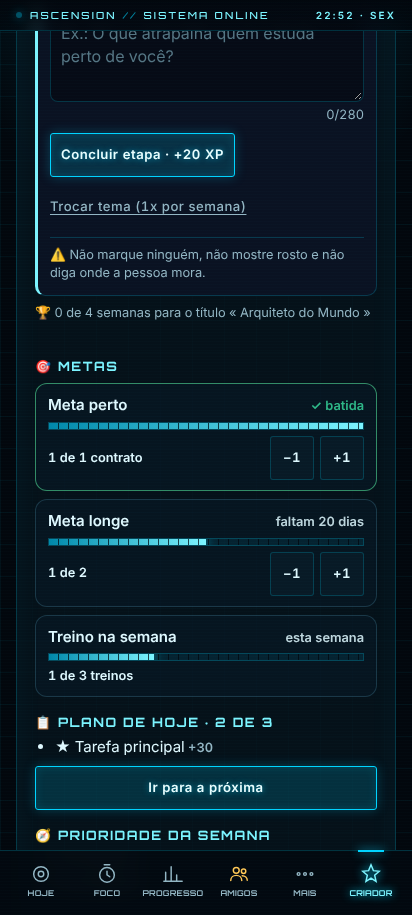 ASCENSION // SISTEMA ONLINE
22:52 · SEX
Ex.: O que atrapalha quem estuda
perto de você?
0/280
Concluir etapa · +20 XP
Trocar tema (1x por semana)
⚠️ Não marque ninguém, não mostre rosto e não
diga onde a pessoa mora.
🏆 0 de 4 semanas para o título « Arquiteto do Mundo »
🎯 METAS
Meta perto
✓ batida
1 de 1 contrato
−1
+1
Meta longe
faltam 20 dias
1 de 2
−1
+1
Treino na semana
esta semana
1 de 3 treinos
📋 PLANO DE HOJE · 2 DE 3
• ★ Tarefa principal +30
Ir para a próxima
🧭 PRIORIDADE DA SEMANA
HOJE
FOCO
PROGRESSO
AMIGOS
MAIS
CRIADOR